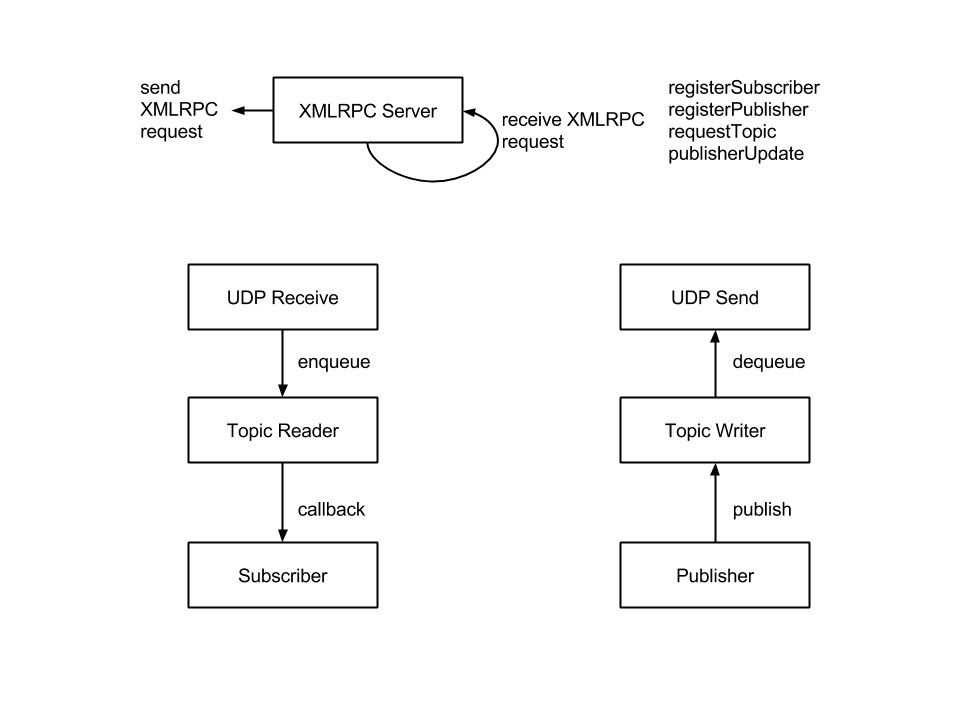 send
XMLRPC
request
XMLRPC Server
receive XMLRPC
request
registerSubscriber
registerPublisher
requestTopic
publisherUpdate
UDP Receive
enqueue
Topic Reader
callback
Subscriber
UDP Send
dequeue
Topic Writer
publish
Publisher